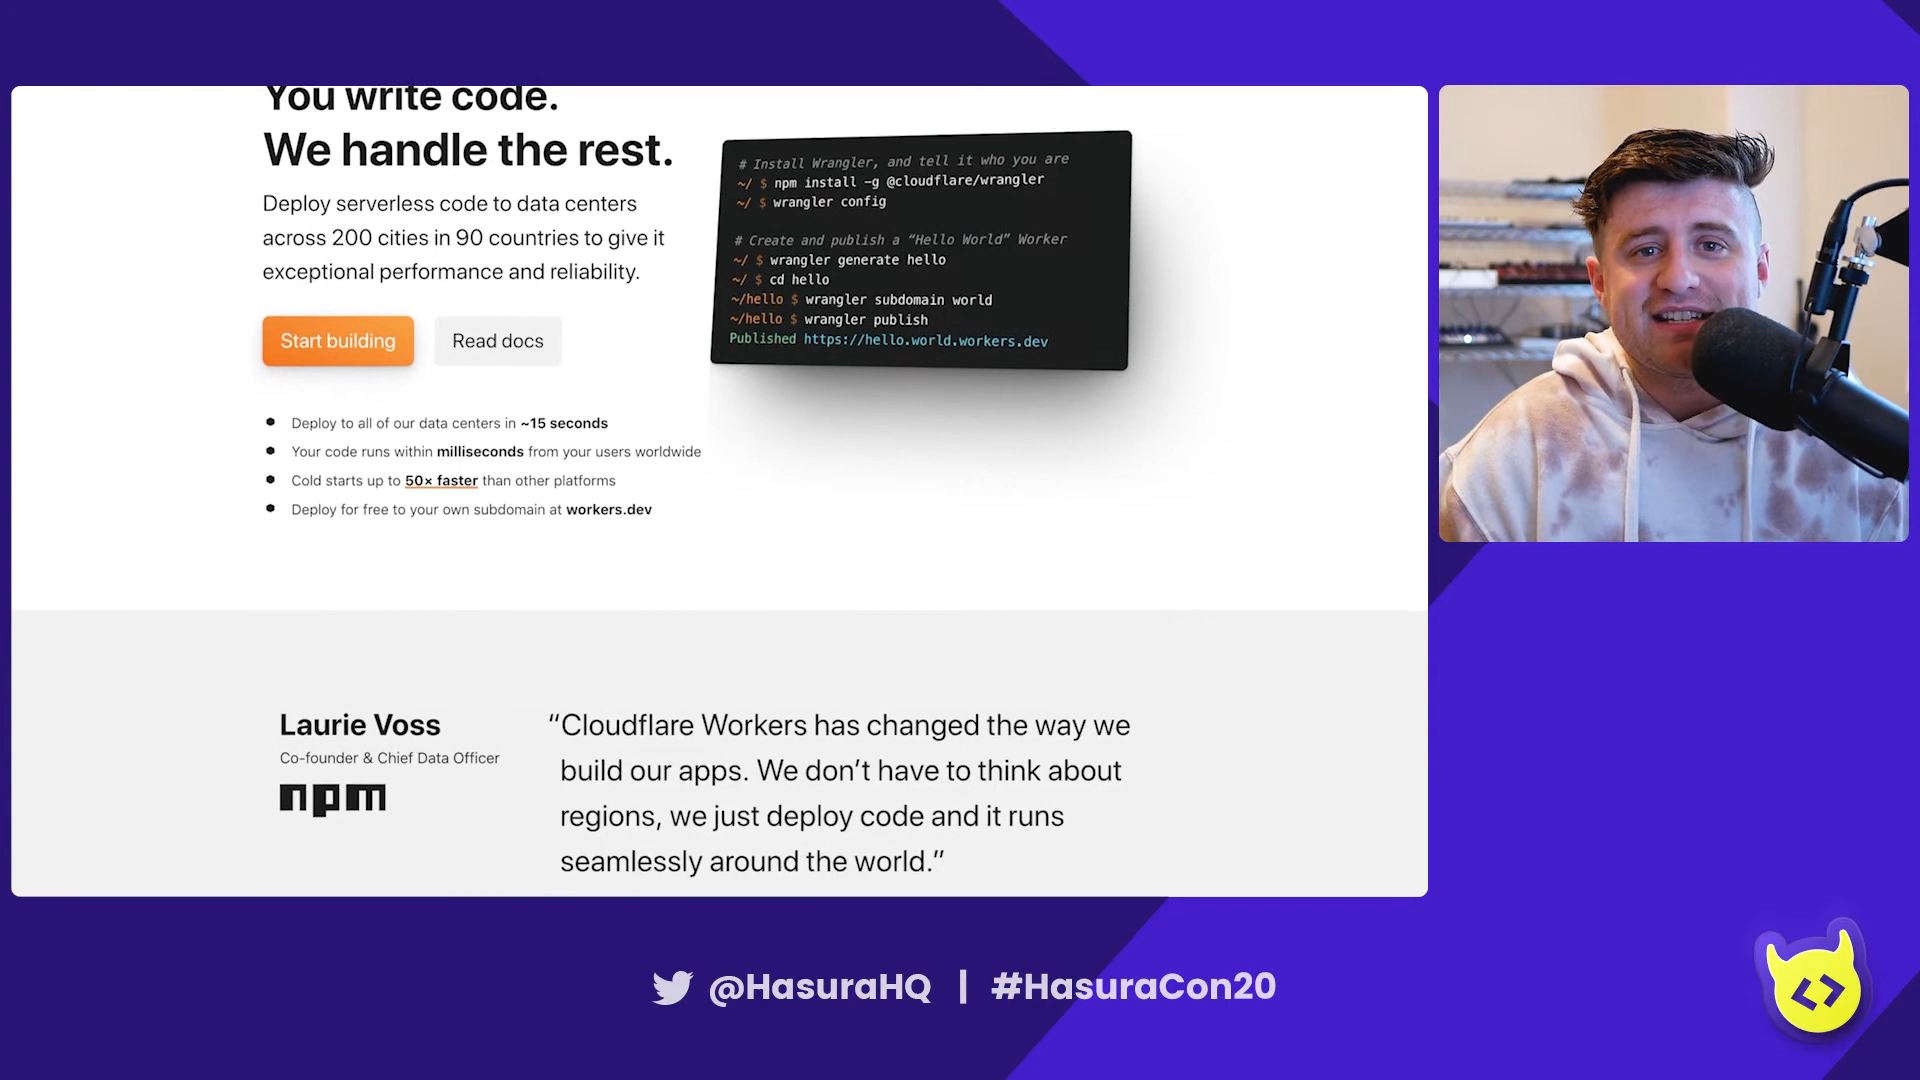 You write code.
We handle the rest.
Deploy serverless code to data centers
across 200 cities in 90 countries to give it
exceptional performance and reliability.
Start building
Read docs
Deploy to all of our data centers in ~15 seconds
Your code runs within milliseconds from your users worldwide
Cold starts up to 50× faster than other platforms
Deploy for free to your own subdomain at workers.dev
# Install Wrangler, and tell it who you are
~/ $ npm install -g @cloudflare/wrangler
~/ $ wrangler config
# Create and publish a “Hello World” Worker
~/ $ wrangler generate hello
~/ $ cd hello
~/hello $ wrangler subdomain world
~/hello $ wrangler publish
Published https://hello.world.workers.dev
Laurie Voss
Co-founder & Chief Data Officer
npm
“Cloudflare Workers has changed the way we
build our apps. We don’t have to think about
regions, we just deploy code and it runs
seamlessly around the world.”
@HasuraHQ | #HasuraCon20